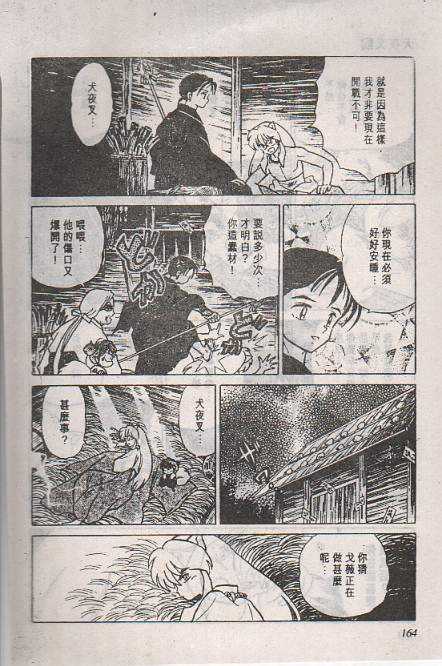 就是因為這樣，
我才非要現在
開戰不可！
犬夜叉…
你現在必須
好好安睡…
要說多少次…
才明白？
你這蠢材！
喂喂…
他的傷口又
爆開了！
犬夜叉…
甚麼事？
你猜
戈薇正在
做甚麼
呢…
164